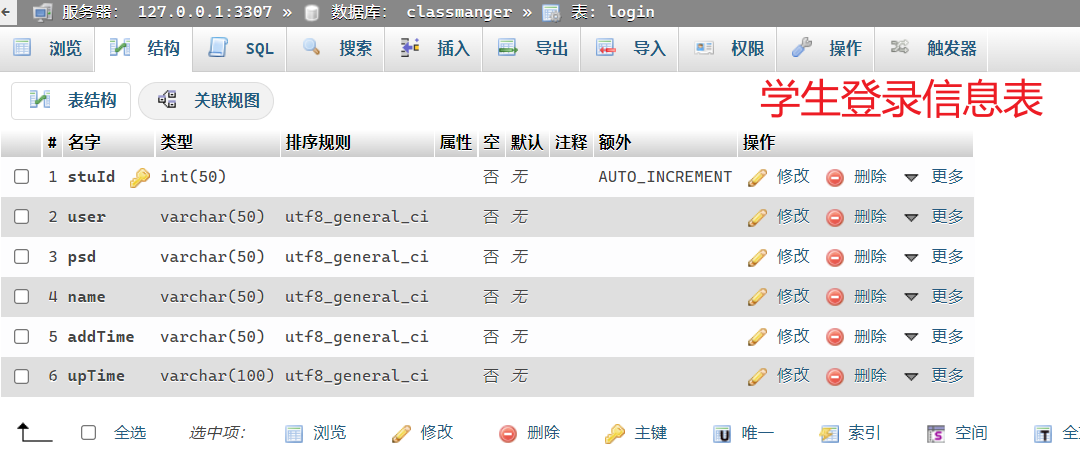 服务器: 127.0.0.1:3307 » 数据库: classmanger » 表: login
浏览 结构 SQL 搜索 插入 导出 导入 权限 操作 触发器
表结构 关联视图
学生登录信息表
# 名字 类型 排序规则 属性 空 默认 注释 额外 操作
1 stuId int(50) 否 无 AUTO_INCREMENT 修改 删除 更多
2 user varchar(50) utf8_general_ci 否 无 修改 删除 更多
3 psd varchar(50) utf8_general_ci 否 无 修改 删除 更多
4 name varchar(50) utf8_general_ci 否 无 修改 删除 更多
5 addTime varchar(50) utf8_general_ci 否 无 修改 删除 更多
6 upTime varchar(100) utf8_general_ci 否 无 修改 删除 更多
全选 选中项: 浏览 修改 删除 主键 唯一 索引 空间